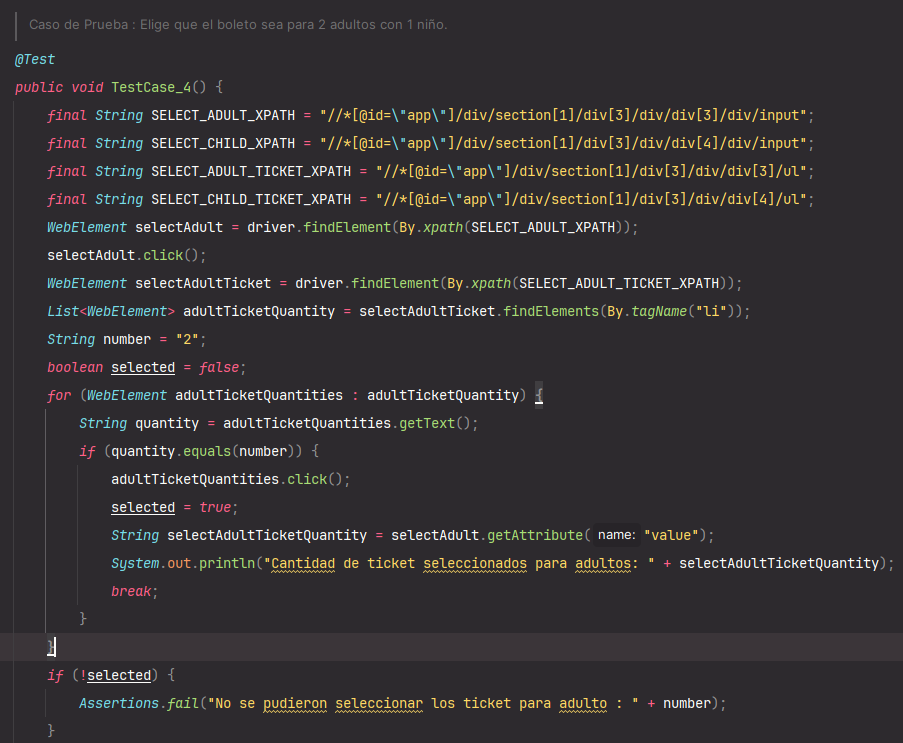 Caso de Prueba : Elige que el boleto sea para 2 adultos con 1 niño.
@Test
public void TestCase_4() {
final String SELECT_ADULT_XPATH = "//*[@id=\"app\"]/div/section[1]/div[3]/div/div[3]/div/input";
final String SELECT_CHILD_XPATH = "//*[@id=\"app\"]/div/section[1]/div[3]/div/div[4]/div/input";
final String SELECT_ADULT_TICKET_XPATH = "//*[@id=\"app\"]/div/section[1]/div[3]/div/div[3]/ul";
final String SELECT_CHILD_TICKET_XPATH = "//*[@id=\"app\"]/div/section[1]/div[3]/div/div[4]/ul";
WebElement selectAdult = driver.findElement(By.xpath(SELECT_ADULT_XPATH));
selectAdult.click();
WebElement selectAdultTicket = driver.findElement(By.xpath(SELECT_ADULT_TICKET_XPATH));
List<WebElement> adultTicketQuantity = selectAdultTicket.findElements(By.tagName("li"));
String number = "2";
boolean selected = false;
for (WebElement adultTicketQuantities : adultTicketQuantity) {
String quantity = adultTicketQuantities.getText();
if (quantity.equals(number)) {
adultTicketQuantities.click();
selected = true;
String selectAdultTicketQuantity = selectAdult.getAttribute( name: "value");
System.out.println("Cantidad de ticket seleccionados para adultos: " + selectAdultTicketQuantity);
break;
}
}
if (!selected) {
Assertions.fail("No se pudieron seleccionar los ticket para adulto : " + number);
}